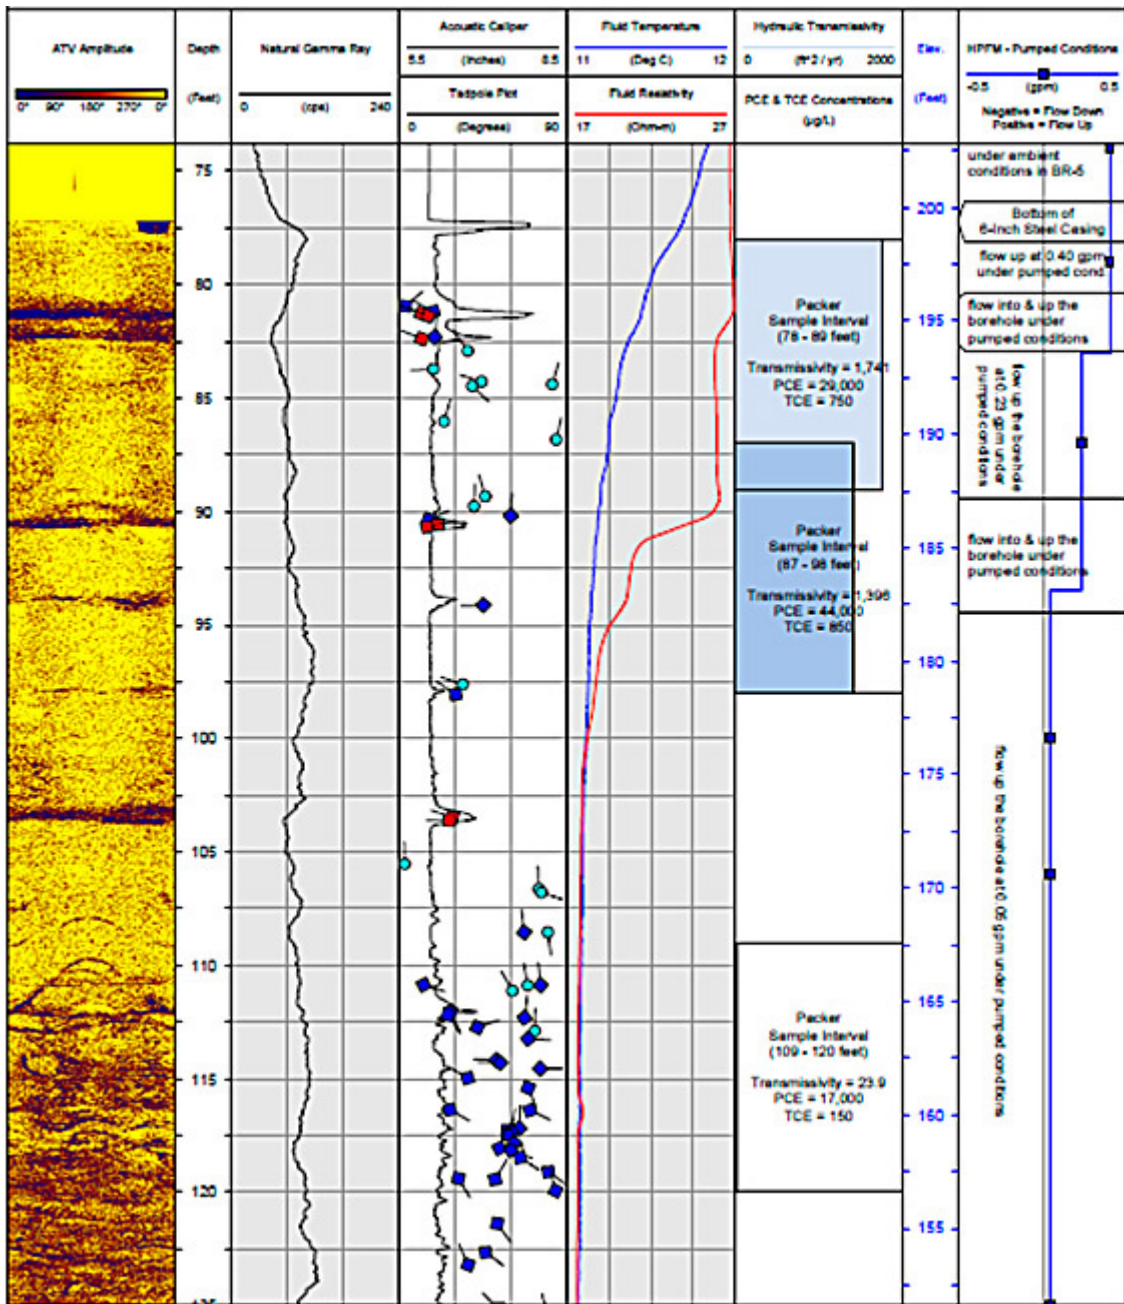 ATV Amplitude
0° 90° 180° 270° 0°
Depth
(Feet)
Natural Gamma Ray
0 (cps) 240
Acoustic Caliper
5.5 (Inches) 8.5
Tadpole Plot
0 (Degrees) 90
Fluid Temperature
11 (Deg C) 12
Fluid Resistivity
17 (Ohm-m) 27
Hydraulic Transmissivity
0 (ft^2 / yr) 2000
PCE & TCE Concentrations
(µg/L)
Elev.
(Feet)
HPFM - Pumped Conditions
-0.5 (gpm) 0.5
Negative = Flow Down
Positive = Flow Up
75
80
85
90
95
100
105
110
115
120
125
Packer
Sample Interval
(78 - 89 feet)
Transmissivity = 1,741
PCE = 29,000
TCE = 750
Packer
Sample Interval
(87 - 98 feet)
Transmissivity = 1,396
PCE = 44,000
TCE = 850
Packer
Sample Interval
(109 - 120 feet)
Transmissivity = 23.9
PCE = 17,000
TCE = 150
200
195
190
185
180
175
170
165
160
155
under ambient
conditions in BR-5
Bottom of
6-Inch Steel Casing
flow up at 0.40 gpm
under pumped cond.
flow into & up the
borehole under
pumped conditions
flow up the borehole
at 0.23 gpm under
pumped conditions
flow into & up the
borehole under
pumped conditions
flow up the borehole at 0.05 gpm under pumped conditions